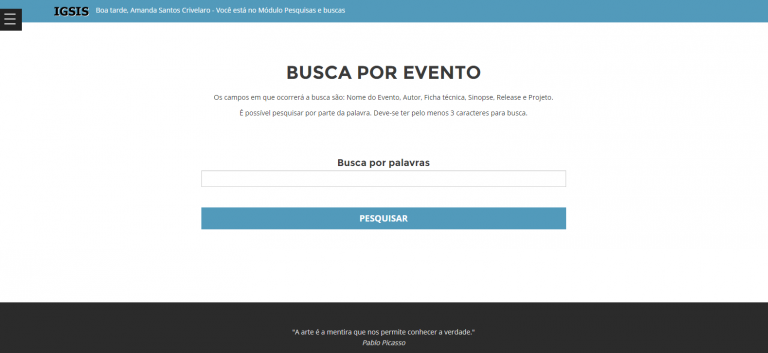 IGSIS Boa tarde, Amanda Santos Crivelaro - Você está no Módulo Pesquisas e buscas
BUSCA POR EVENTO
Os campos em que ocorrerá a busca são: Nome do Evento, Autor, Ficha técnica, Sinopse, Release e Projeto.
É possível pesquisar por parte da palavra. Deve-se ter pelo menos 3 caracteres para busca.
Busca por palavras
PESQUISAR
"A arte é a mentira que nos permite conhecer a verdade."
Pablo Picasso